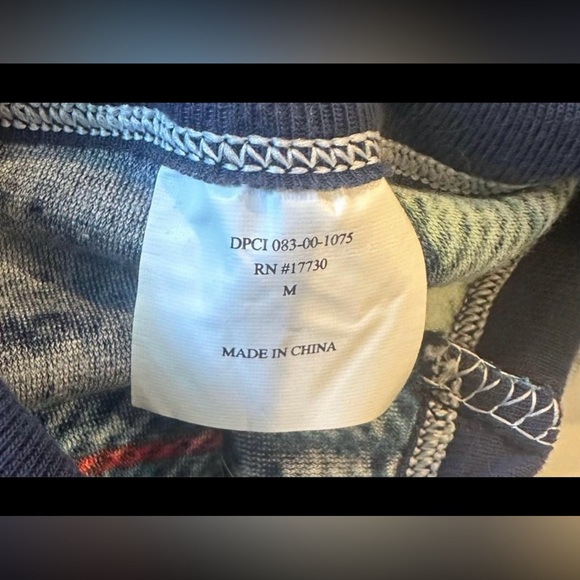 DPCI 083-00-1075
RN #17730
M
MADE IN CHINA